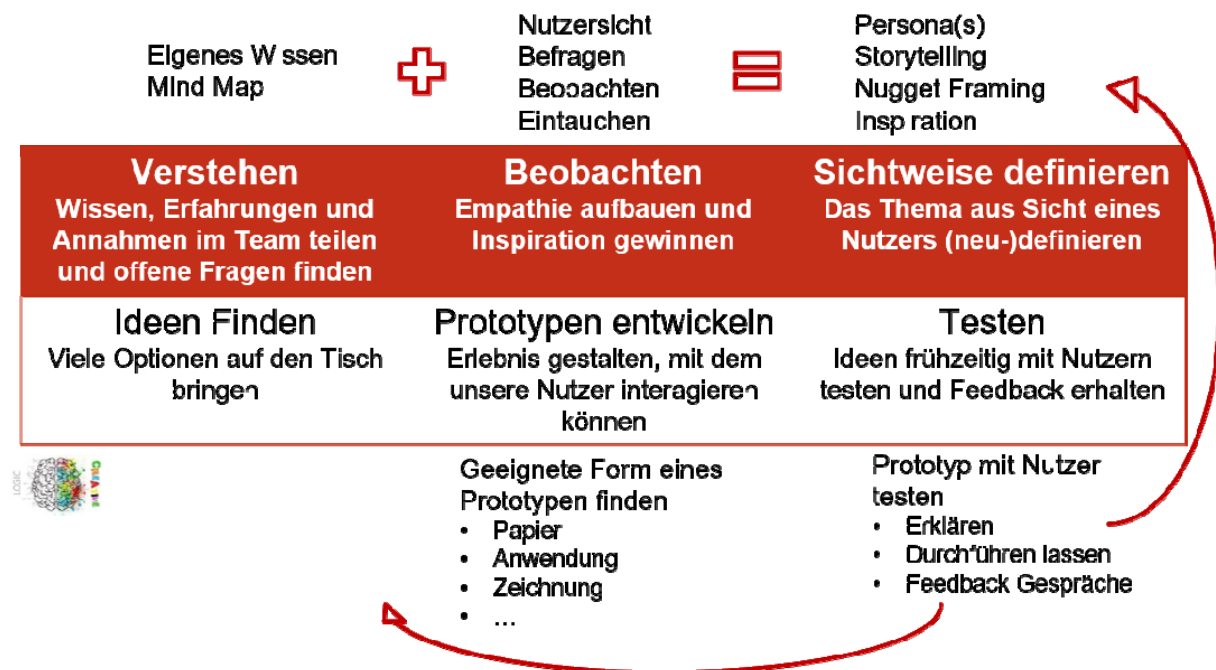 Eigenes Wissen
Mind Map
Nutzersicht
Befragen
Beobachten
Eintauchen
Persona(s)
Storytelling
Nugget Framing
Inspiration
Verstehen
Wissen, Erfahrungen und
Annahmen im Team teilen
und offene Fragen finden
Beobachten
Empathie aufbauen und
Inspiration gewinnen
Sichtweise definieren
Das Thema aus Sicht eines
Nutzers (neu-)definieren
Ideen Finden
Viele Optionen auf den Tisch
bringen
Prototypen entwickeln
Erlebnis gestalten, mit dem
unsere Nutzer interagieren
können
Testen
Ideen frühzeitig mit Nutzern
testen und Feedback erhalten
Geeignete Form eines
Prototypen finden
• Papier
• Anwendung
• Zeichnung
• ...
Prototyp mit Nutzer
testen
• Erklären
• Durchführen lassen
• Feedback Gespräche